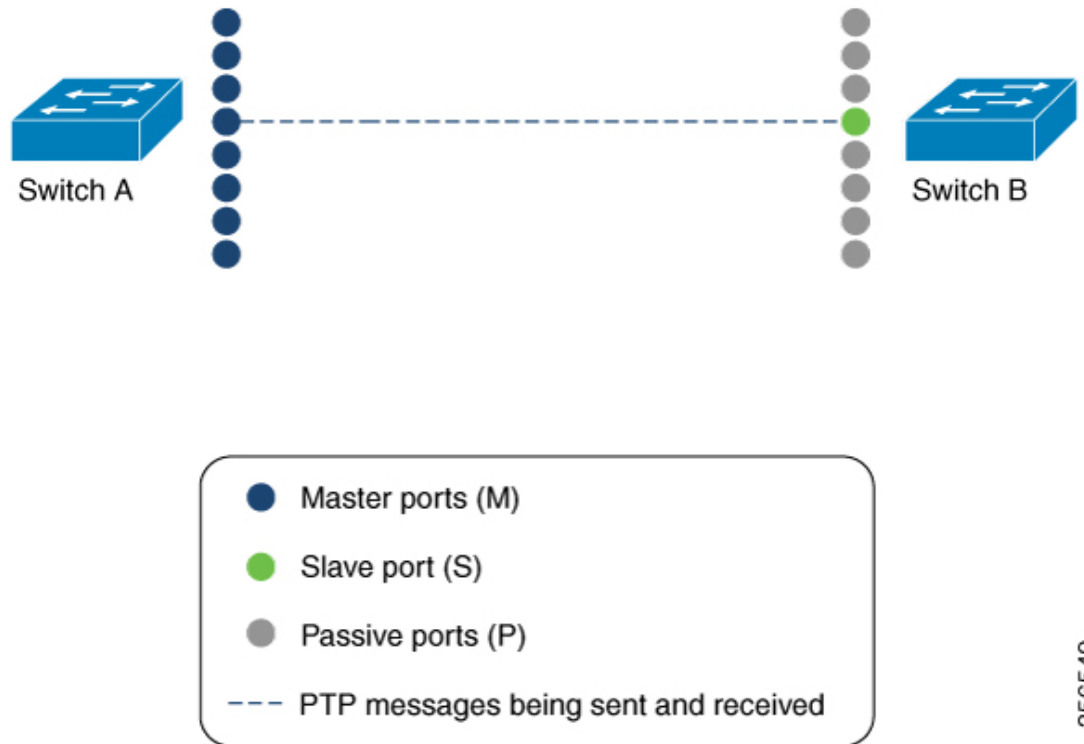 Switch A
Switch B
Master ports (M)
Slave port (S)
Passive ports (P)
PTP messages being sent and received